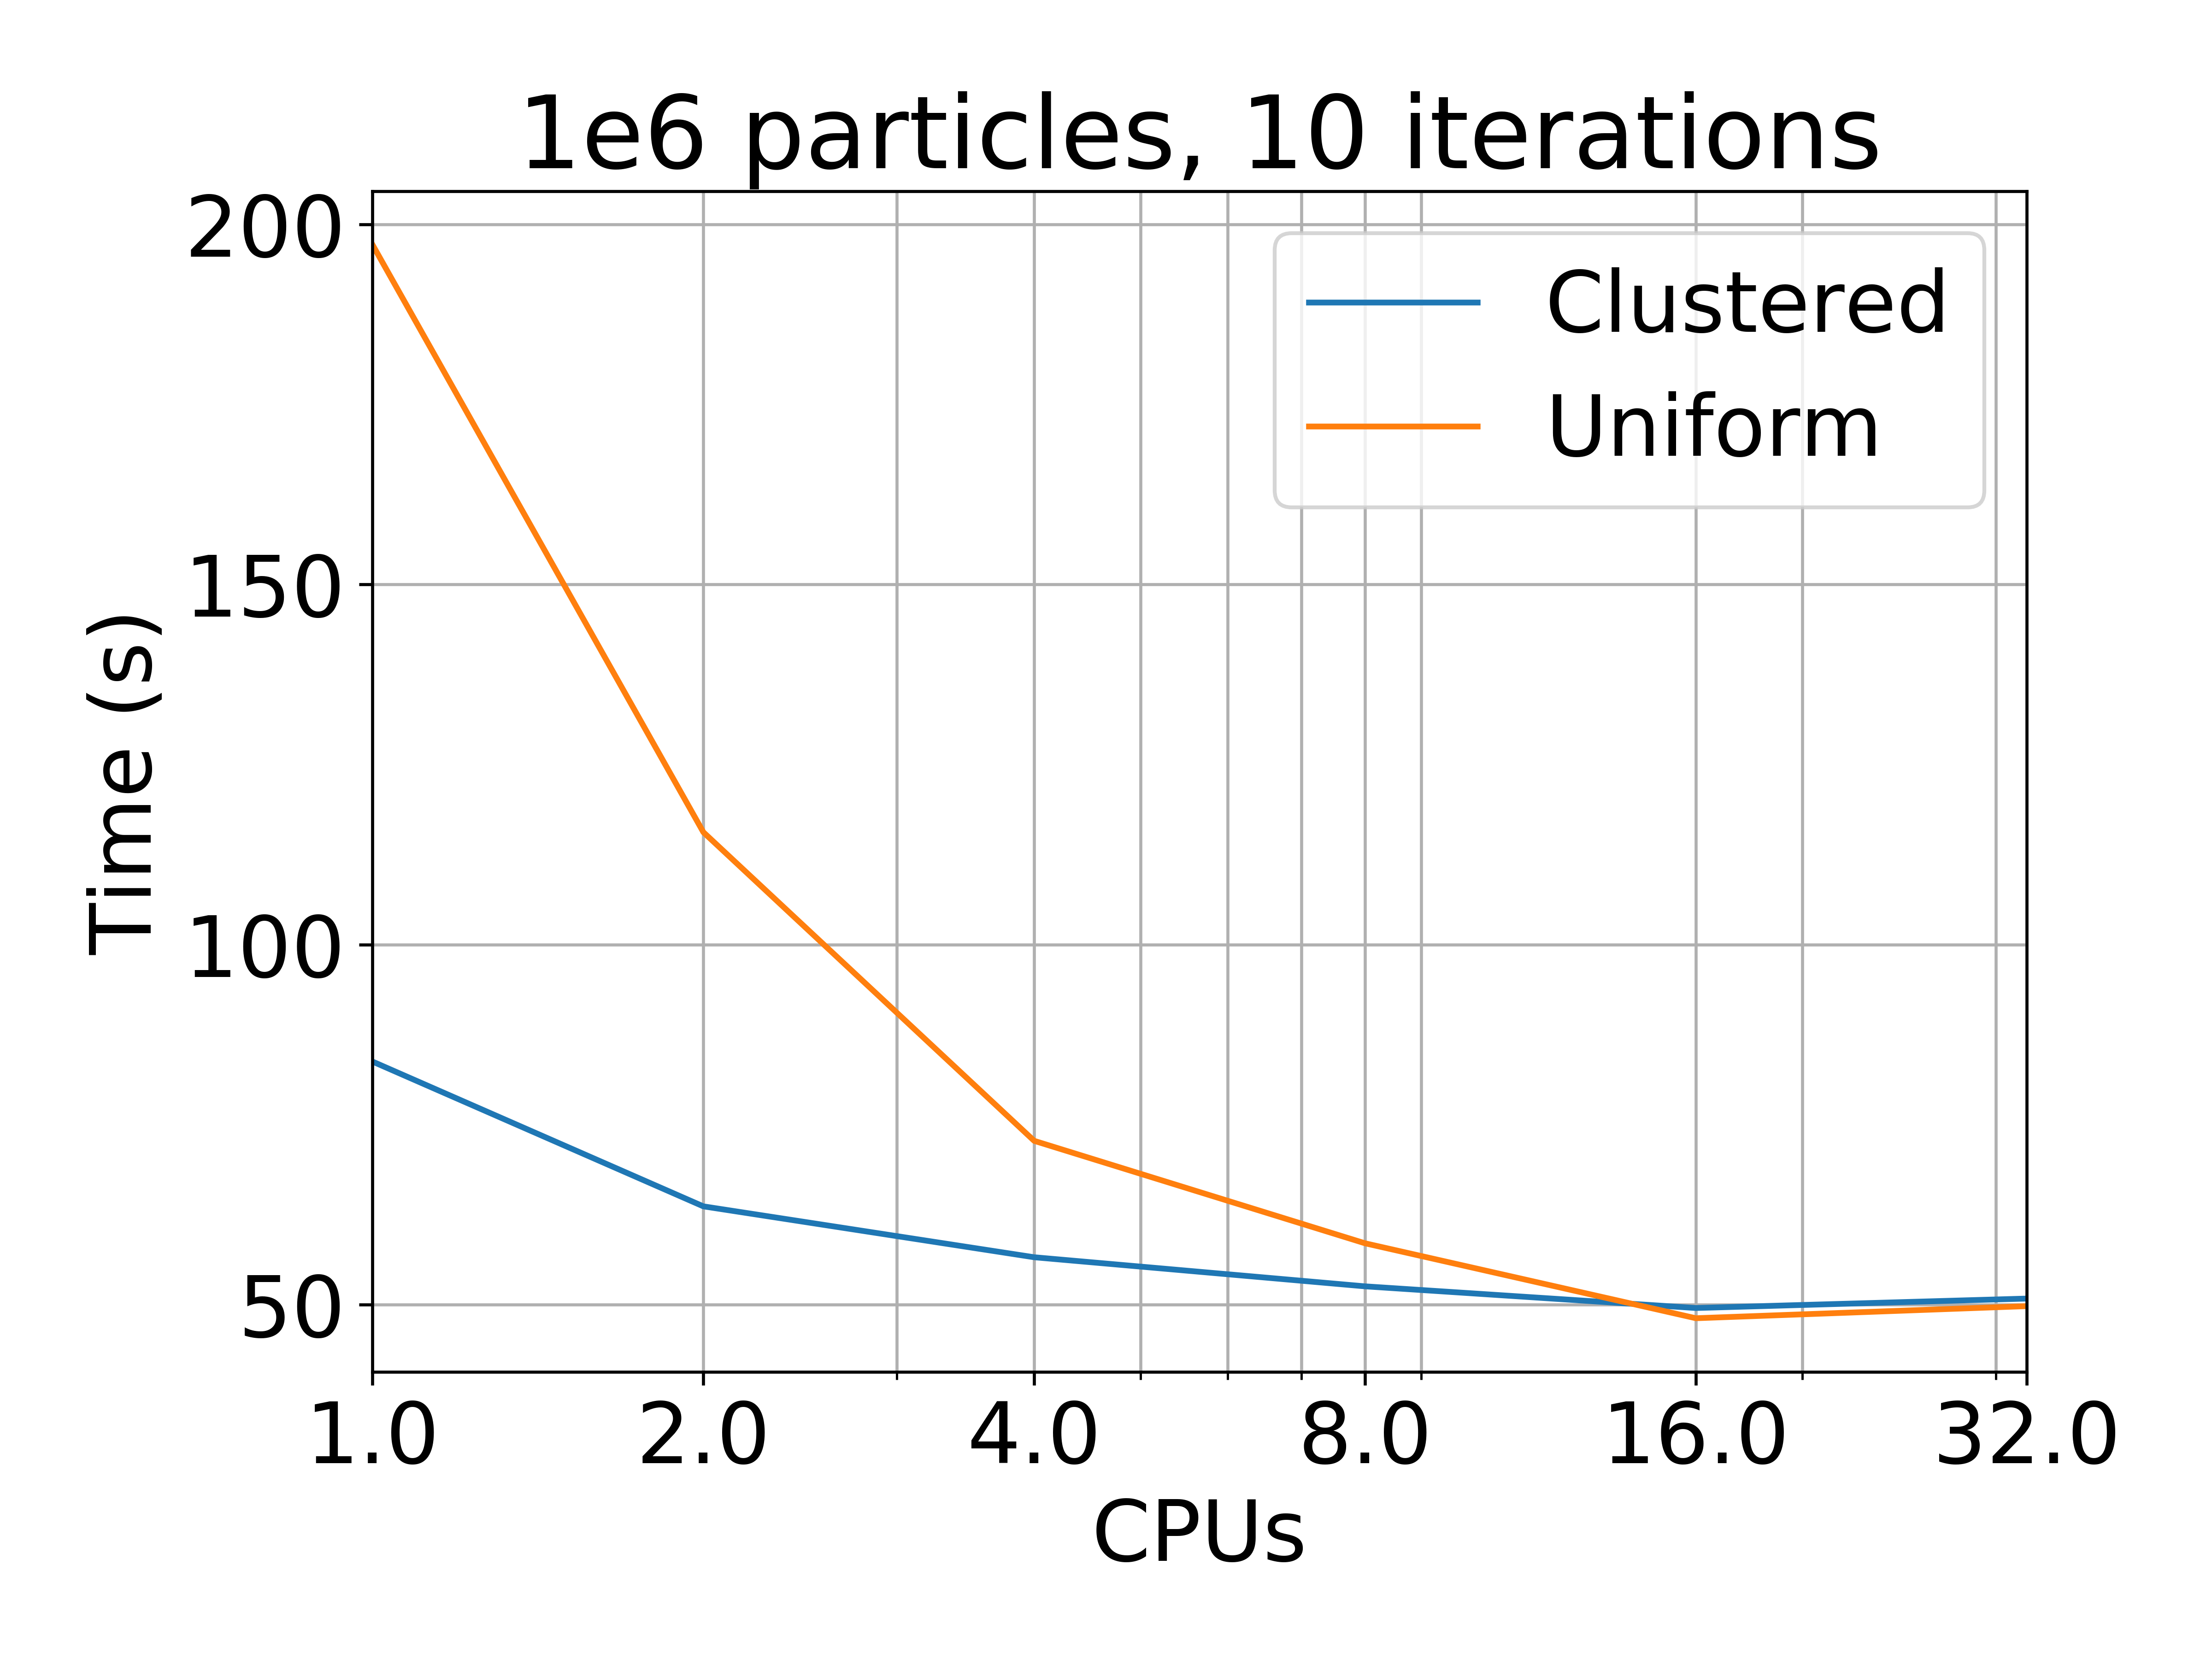 1e6 particles, 10 iterations
200
150
100
50
Time (s)
Clustered
Uniform
1.0 2.0 4.0 8.0 16.0 32.0
CPUs